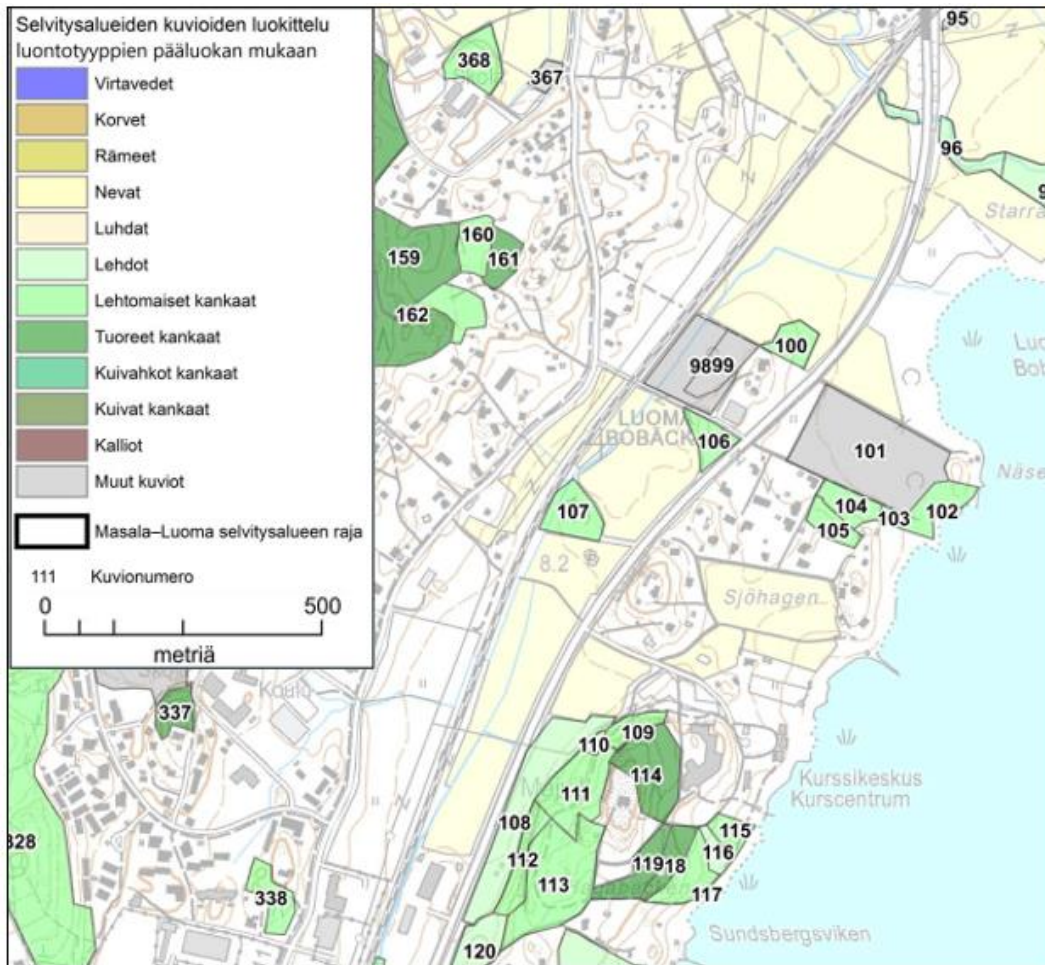 Selvitysalueiden kuvioiden luokittelu
luontotyyppien pääluokan mukaan
Virtavedet
Korvet
Rämeet
Nevat
Luhdat
Lehdot
Lehtomaiset kankaat
Tuoreet kankaat
Kuivahkot kankaat
Kuivat kankaat
Kalliot
Muut kuviot
Masala–Luoma selvitysalueen raja
111 Kuvionumero
0 500
metriä
95
368
367
96
159
160
161
162
100
9899
LUOMA
BOBÄCK
106
101
107
104
103
102
105
8.2
Sjöhagen
337
Koulu
110
109
114
111
Kurssikeskus
Kurscentrum
108
115
112
119
18
116
113
117
328
338
Sundsbergsviken
120